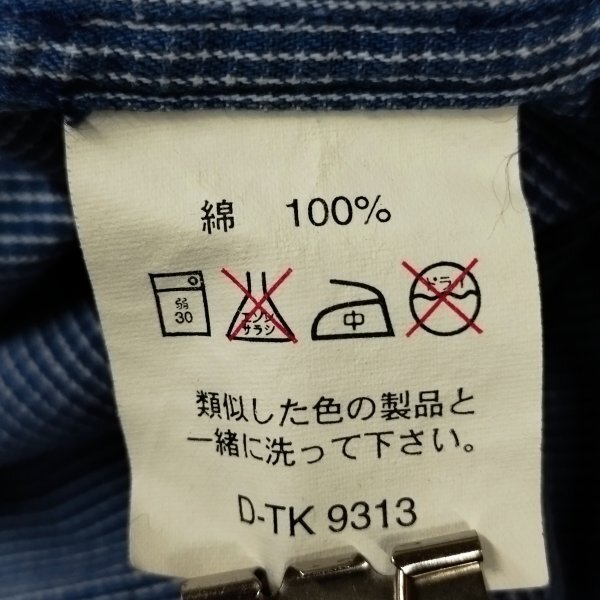 綿 100%
弱
30
エンソ
サラシ
中
ドライ
類似した色の製品と
一緒に洗って下さい。
D-TK 9313